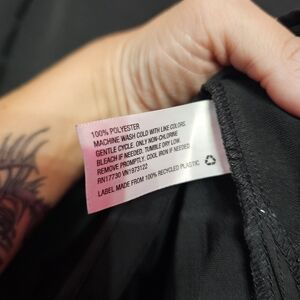 100% POLYESTER
MACHINE WASH COLD WITH LIKE COLORS.
GENTLE CYCLE. ONLY NON-CHLORINE
BLEACH IF NEEDED. TUMBLE DRY LOW.
REMOVE PROMPTLY. COOL IRON IF NEEDED.
RN17730 VN1973122
LABEL MADE FROM 100% RECYCLED PLASTIC